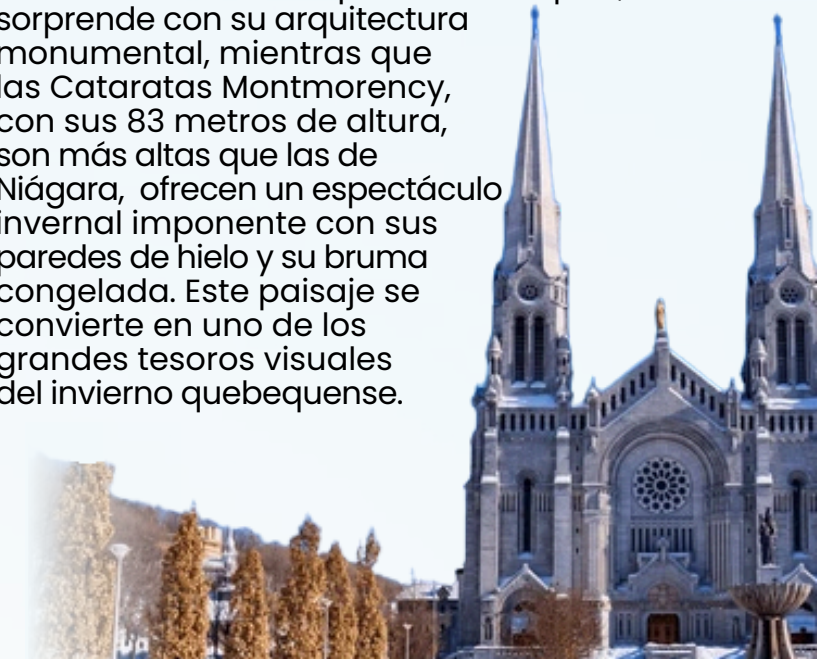 sorprende con su arquitectura
monumental, mientras que
las Cataratas Montmorency,
con sus 83 metros de altura,
son más altas que las de
Niágara,  ofrecen un espectáculo
invernal imponente con sus
paredes de hielo y su bruma
congelada. Este paisaje se
convierte en uno de los
grandes tesoros visuales
del invierno quebequense.